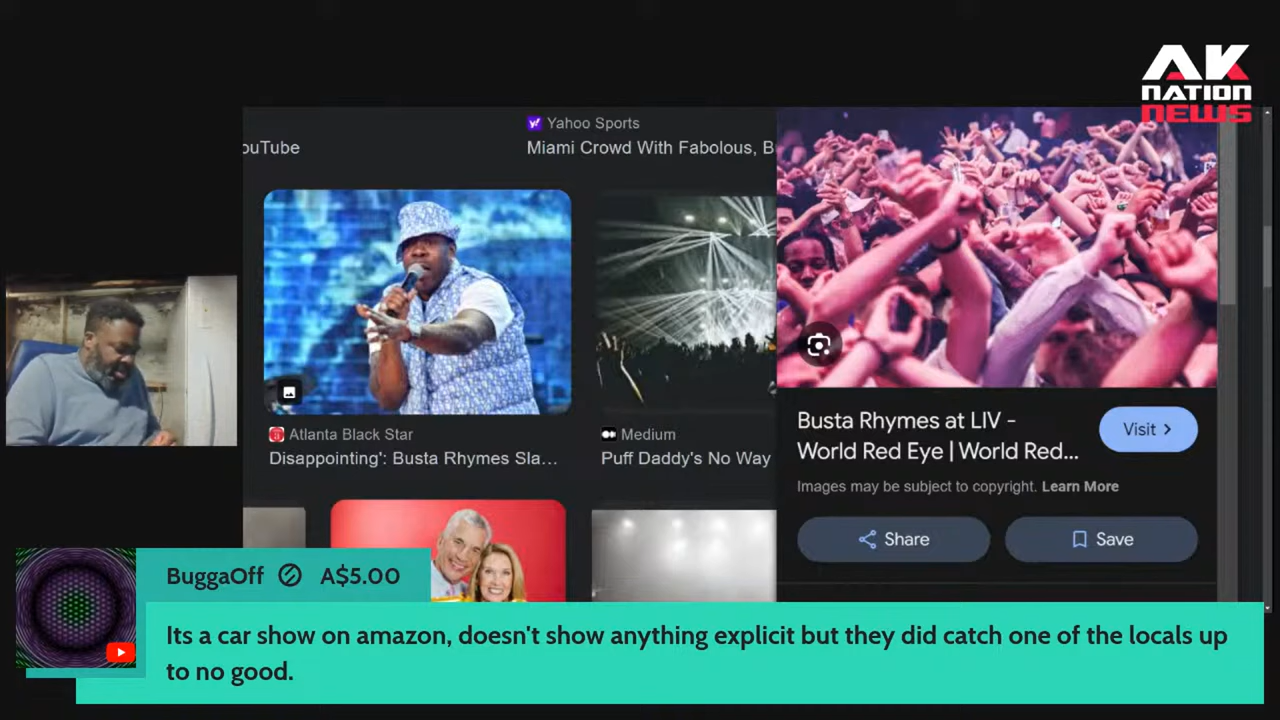 AK
NATION
NEWS
Yahoo Sports
ouTube
Miami Crowd With Fabolous, B
Atlanta Black Star
Disappointing': Busta Rhymes Sla...
Medium
Puff Daddy's No Way
Busta Rhymes at LIV -
World Red Eye | World Red...
Visit
Images may be subject to copyright. Learn More
Share
Save
BuggaOff A$5.00
Its a car show on amazon, doesn't show anything explicit but they did catch one of the locals up
to no good.